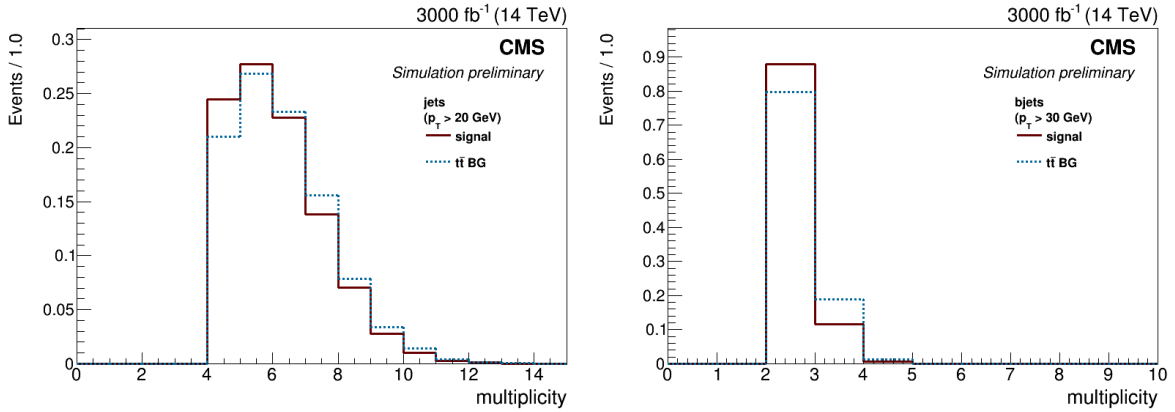 3000 fb⁻¹ (14 TeV)
Events / 1.0
0.3
0.25
0.2
0.15
0.1
0.05
0
CMS
Simulation preliminary
jets
(p_T > 20 GeV)
signal
tt̄ BG
0 2 4 6 8 10 12 14
multiplicity
3000 fb⁻¹ (14 TeV)
Events / 1.0
0.9
0.8
0.7
0.6
0.5
0.4
0.3
0.2
0.1
0
CMS
Simulation preliminary
bjets
(p_T > 30 GeV)
signal
tt̄ BG
0 1 2 3 4 5 6 7 8 9 10
multiplicity